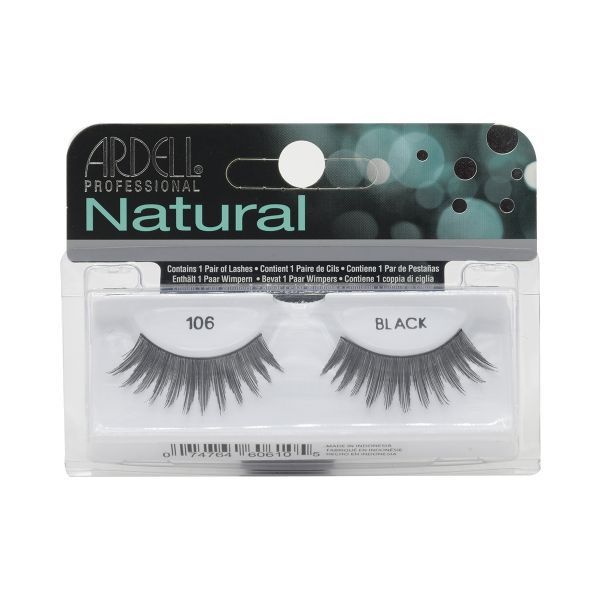 ARDELL®
PROFESSIONAL
Natural
Contains 1 Pair of Lashes • Contient 1 Paire de Cils • Contiene 1 Par de Pestañas
Enthält 1 Paar Wimpern • Bevat 1 Paar Wimpers • Contiene 1 coppia di ciglia
106 BLACK
0 74764 60610 5
MADE IN INDONESIA
FABRIQUÉ EN INDONÉSIE
HECHO EN INDONESIA